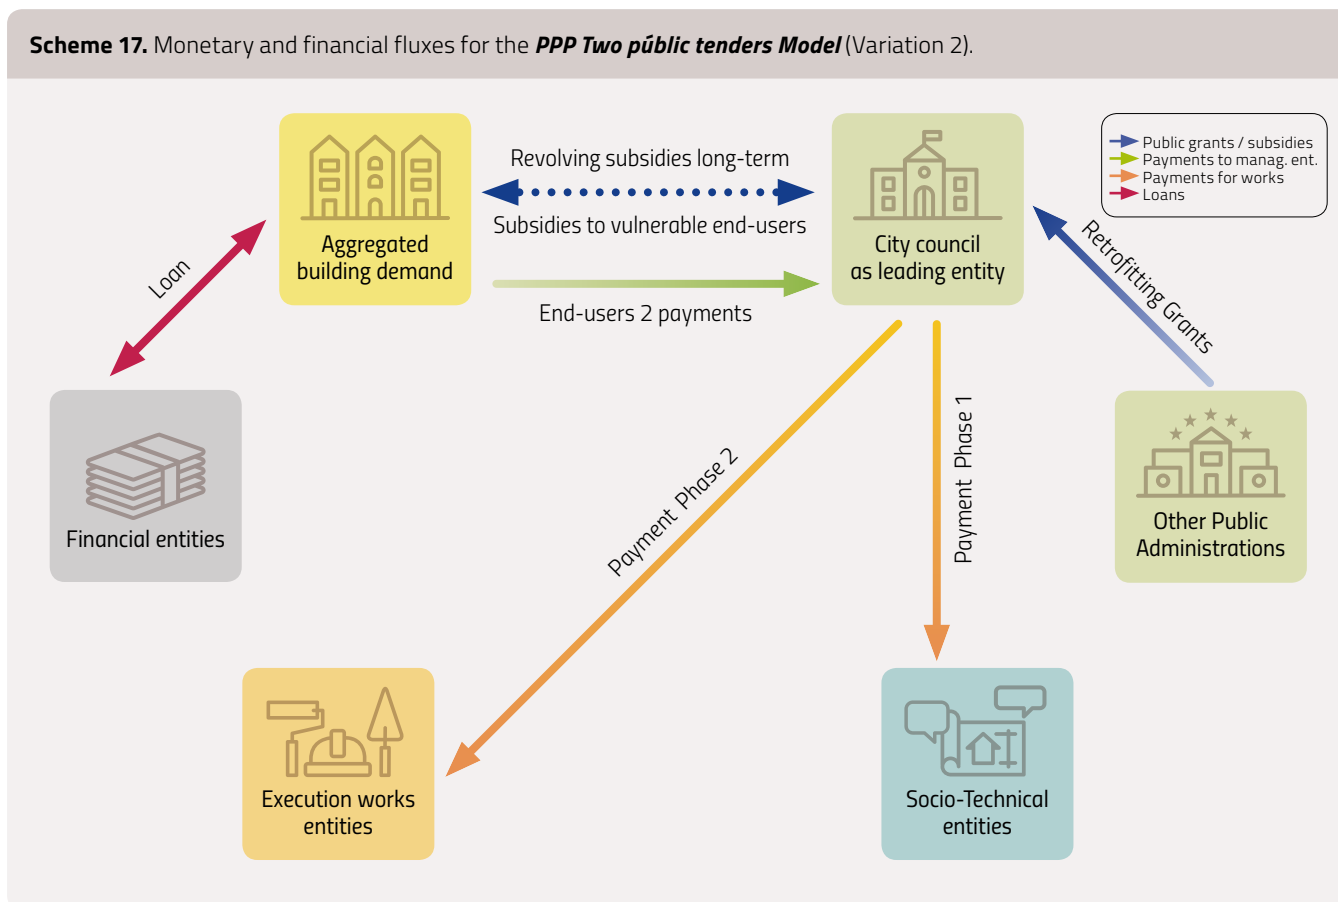 Scheme 17. Monetary and financial fluxes for the PPP Two públic tenders Model (Variation 2).
Public grants / subsidies
Payments to manag. ent.
Payments for works
Loans
Revolving subsidies long-term
Subsidies to vulnerable end-users
End-users 2 payments
Aggregated
building demand
City council
as leading entity
Loan
Retrofitting Grants
Financial entities
Payment Phase 2
Payment Phase 1
Other Public
Administrations
Execution works
entities
Socio-Technical
entities